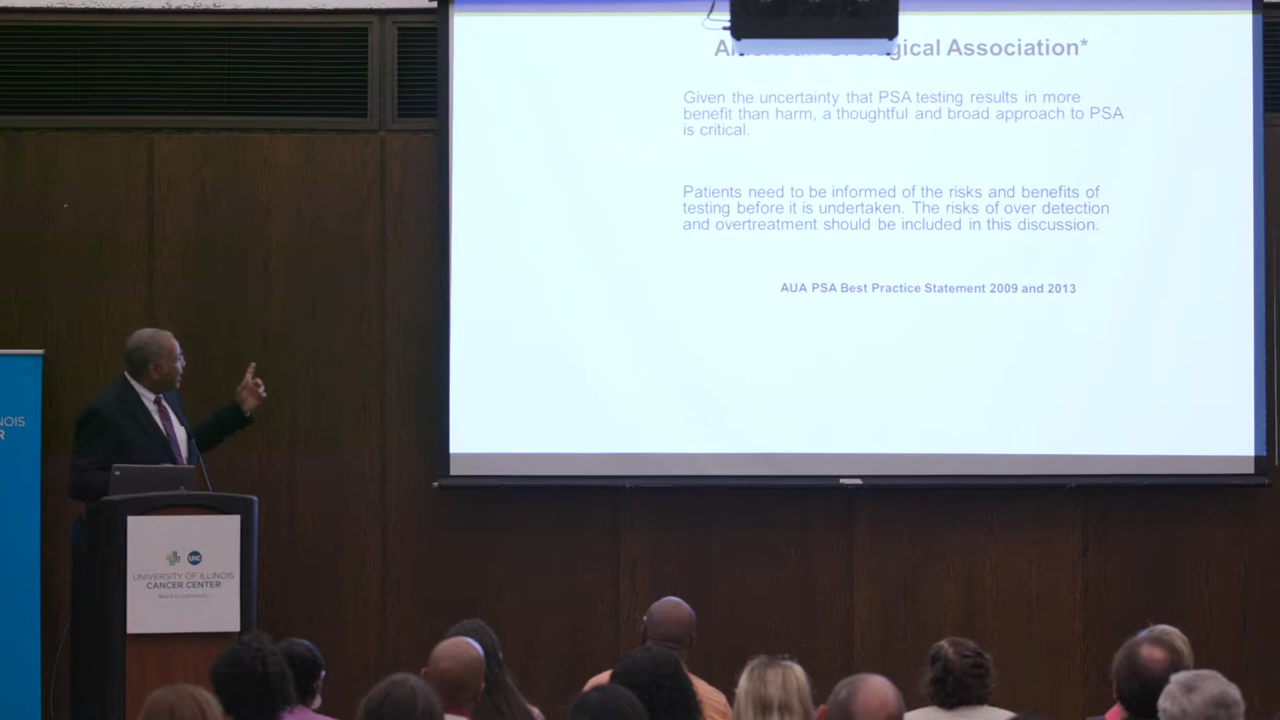 Urological Association*
Given the uncertainty that PSA testing results in more
benefit than harm, a thoughtful and broad approach to PSA
is critical.
Patients need to be informed of the risks and benefits of
testing before it is undertaken. The risks of over detection
and overtreatment should be included in this discussion.
AUA PSA Best Practice Statement 2009 and 2013
NOIS
R
UIC
UNIVERSITY OF ILLINOIS
CANCER CENTER